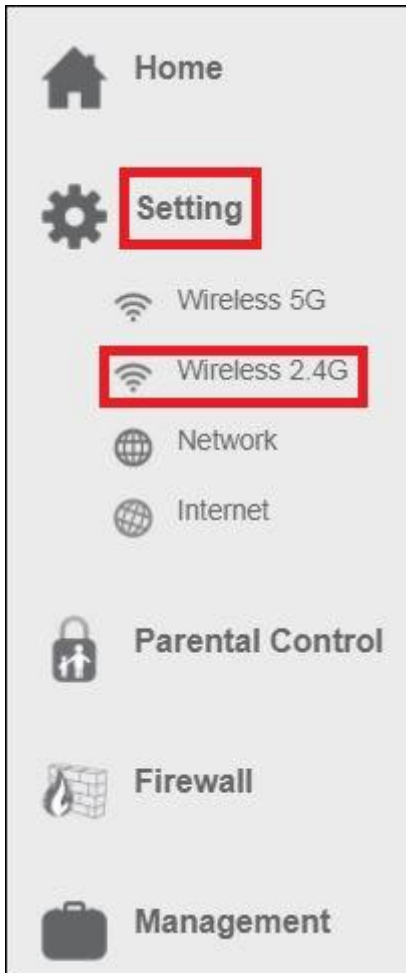 Home
Setting
Wireless 5G
Wireless 2.4G
Network
Internet
Parental Control
Firewall
Management